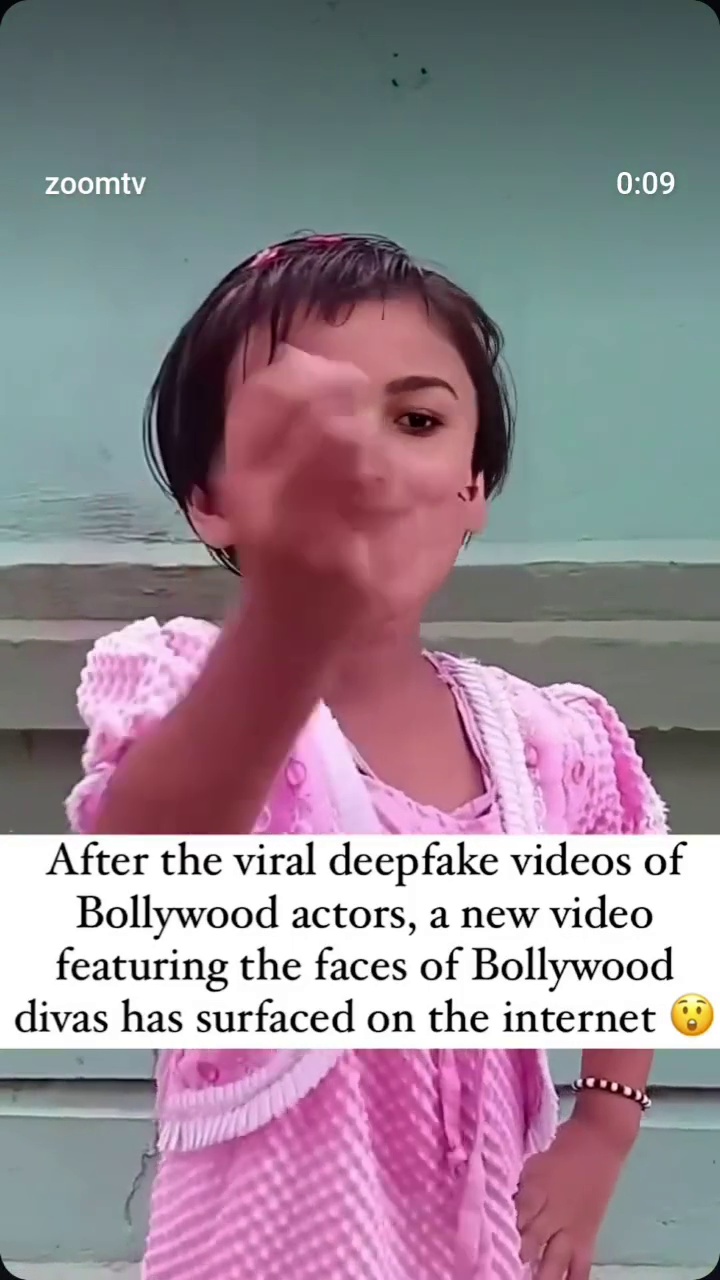 zoomtv
0:09
After the viral deepfake videos of
Bollywood actors, a new video
featuring the faces of Bollywood
divas has surfaced on the internet 😲